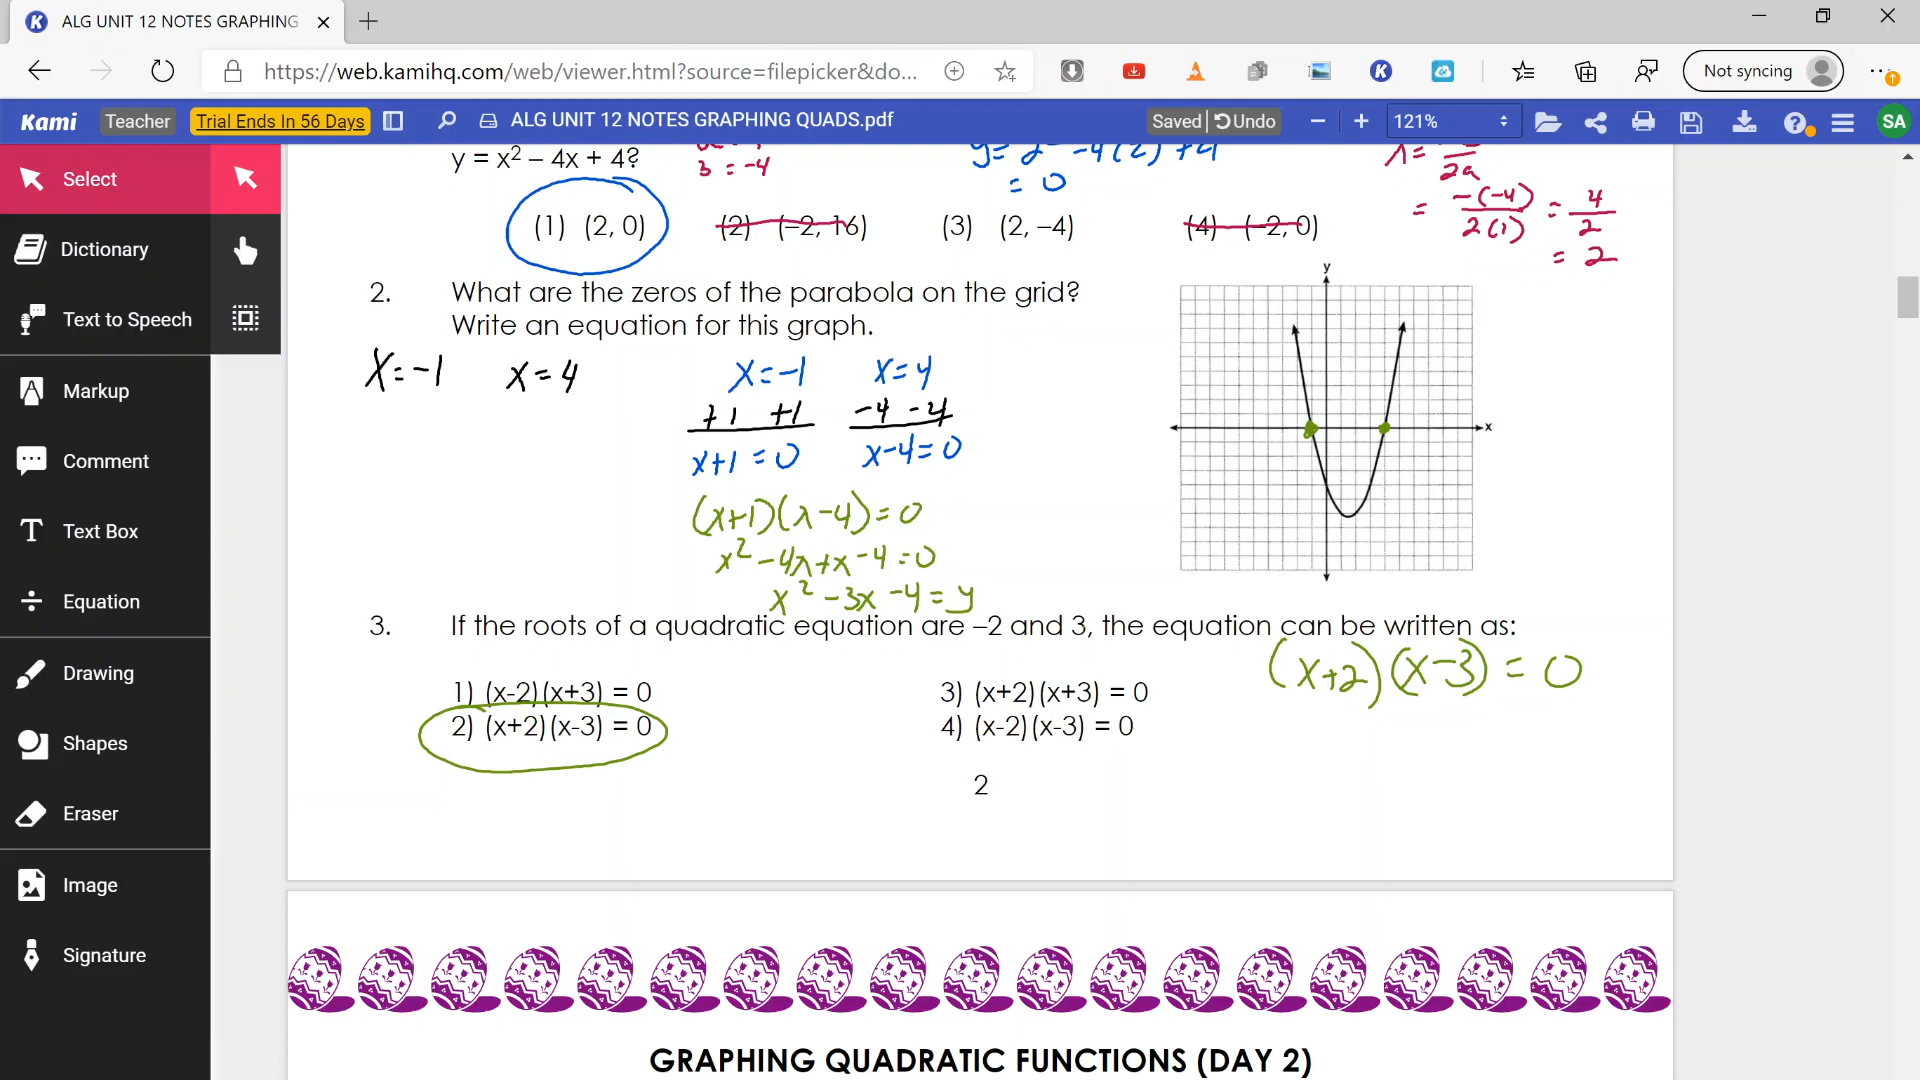 ALG UNIT 12 NOTES GRAPHING
https://web.kamihq.com/web/viewer.html?source=filepicker&do...
Not syncing
Kami
Teacher
Trial Ends In 56 Days
ALG UNIT 12 NOTES GRAPHING QUADS.pdf
Saved
Undo
121%
SA
Select
Dictionary
Text to Speech
Markup
Comment
Text Box
Equation
Drawing
Shapes
Eraser
Image
Signature
y = x² – 4x + 4?
3 = -4
-4(2) +4
= 0
2a
= -(-4) / 2(1) = 4/2
= 2
(1) (2, 0) (2) (–2, 16) (3) (2, –4) (4) (–2, 0)
2. What are the zeros of the parabola on the grid?
Write an equation for this graph.
y
x
x = -1 x = 4
x = -1 x = 4
+1 +1 -4 -4
x+1 = 0 x-4 = 0
(x+1)(x-4) = 0
x² -4x+x-4 = 0
x² -3x -4 = y
3. If the roots of a quadratic equation are –2 and 3, the equation can be written as:
(x+2)(x-3) = 0
1) (x-2)(x+3) = 0 3) (x+2)(x+3) = 0
2) (x+2)(x-3) = 0 4) (x-2)(x-3) = 0
2
GRAPHING QUADRATIC FUNCTIONS (DAY 2)